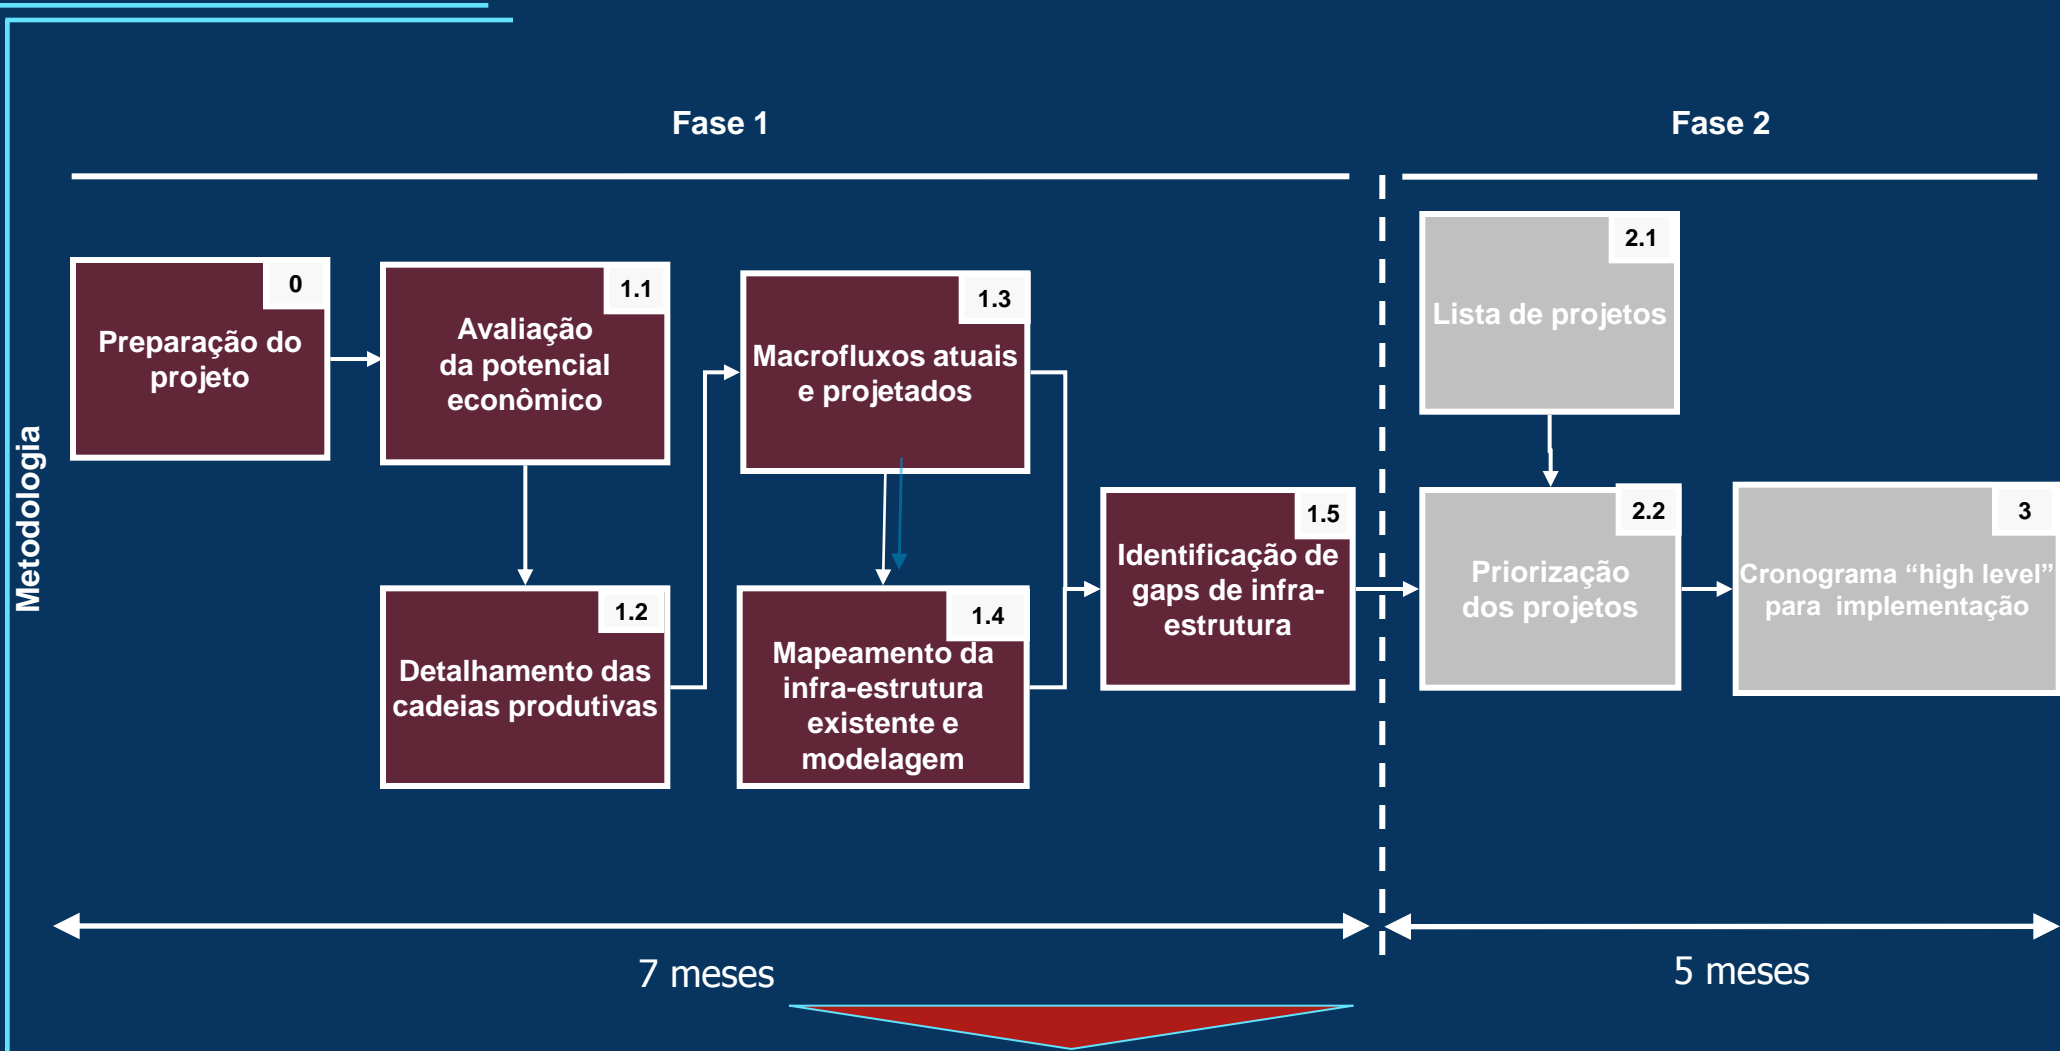 Fase 1
Fase 2
Metodologia
0
Preparação do
projeto
1.1
Avaliação
da potencial
econômico
1.2
Detalhamento das
cadeias produtivas
1.3
Macrofluxos atuais
e projetados
1.4
Mapeamento da
infra-estrutura
existente e
modelagem
1.5
Identificação de
gaps de infra-
estrutura
2.1
Lista de projetos
2.2
Priorização
dos projetos
3
Cronograma “high level”
para implementação
7 meses
5 meses